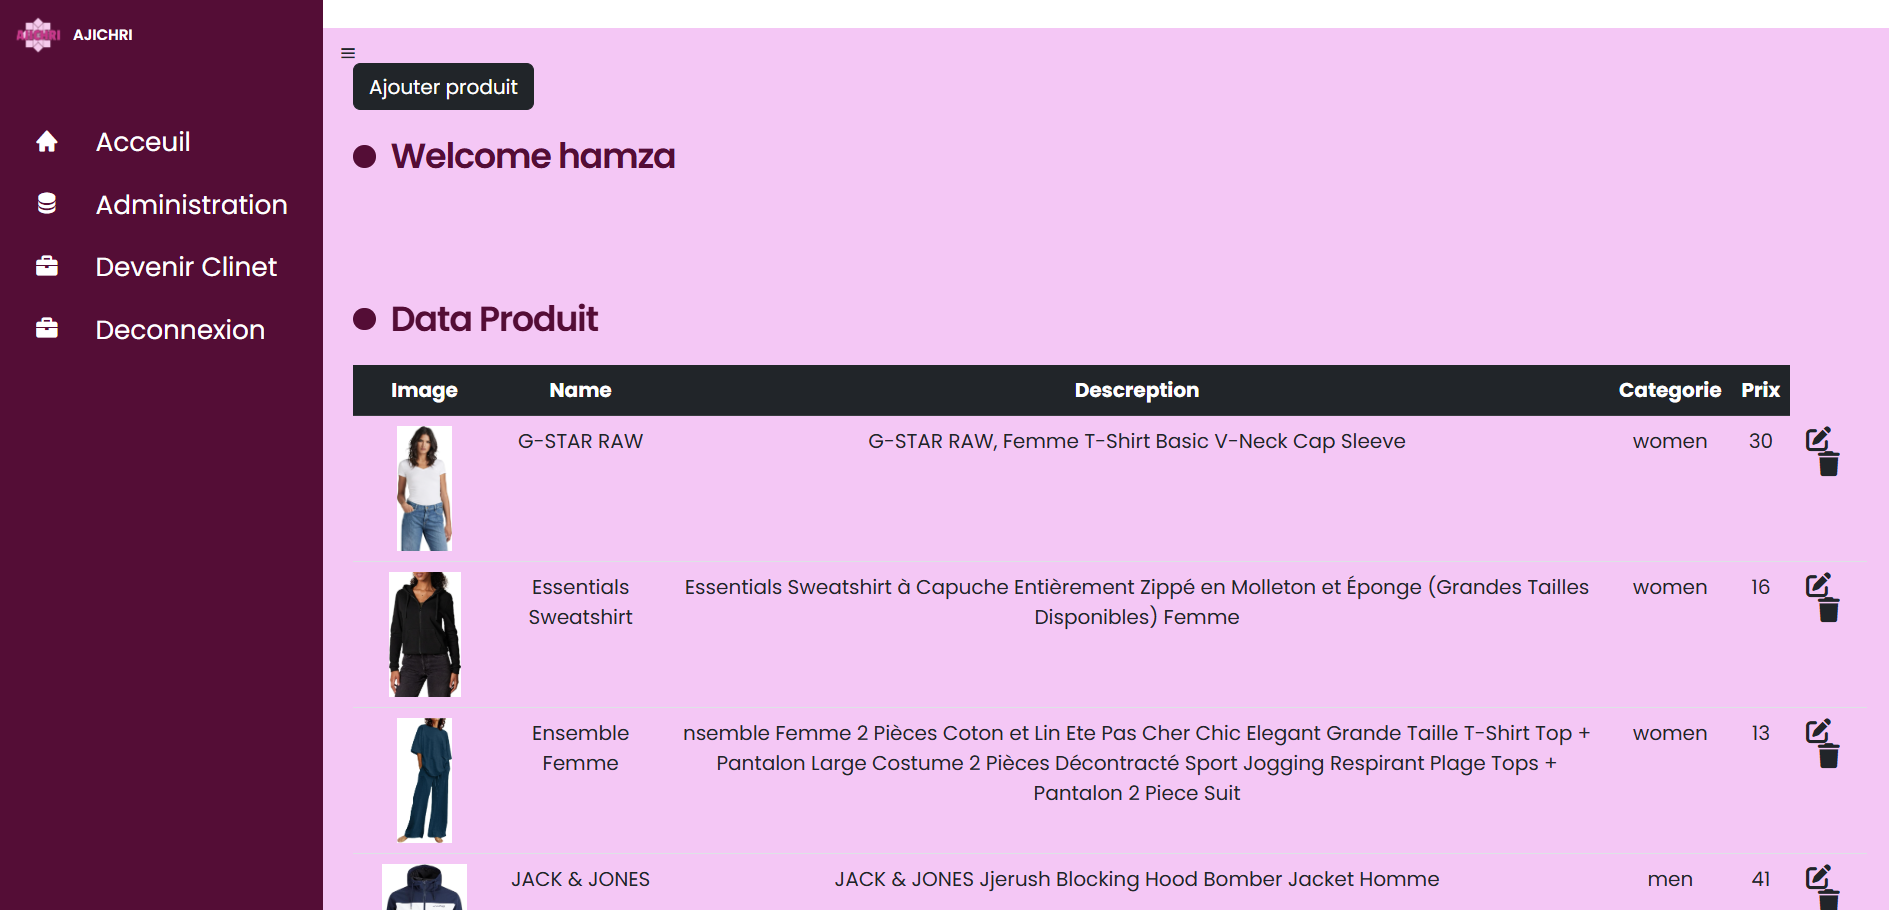 AJICHRI AJICHRI
Acceuil
Administration
Devenir Clinet
Deconnexion
Ajouter produit
Welcome hamza
Data Produit
Image Name Descreption Categorie Prix
G-STAR RAW G-STAR RAW, Femme T-Shirt Basic V-Neck Cap Sleeve women 30
Essentials Essentials Sweatshirt à Capuche Entièrement Zippé en Molleton et Éponge (Grandes Tailles women 16
Sweatshirt Disponibles) Femme
Ensemble nsemble Femme 2 Pièces Coton et Lin Ete Pas Cher Chic Elegant Grande Taille T-Shirt Top + women 13
Femme Pantalon Large Costume 2 Pièces Décontracté Sport Jogging Respirant Plage Tops +
Pantalon 2 Piece Suit
JACK & JONES JACK & JONES Jjerush Blocking Hood Bomber Jacket Homme men 41